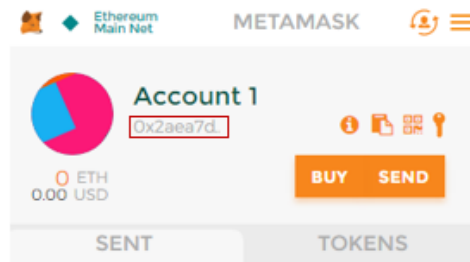 Ethereum
Main Net
METAMASK
Account 1
0x2aea7d.
0 ETH
0.00 USD
BUY
SEND
SENT
TOKENS